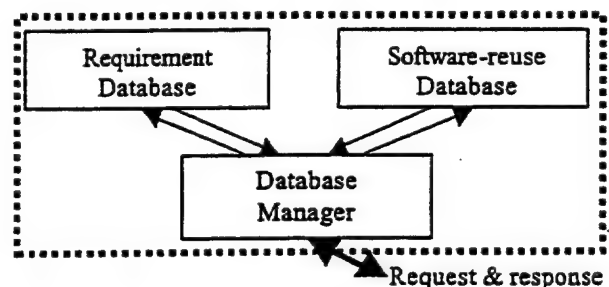 Requirement
Database
Software-reuse
Database
Database
Manager
Request & response